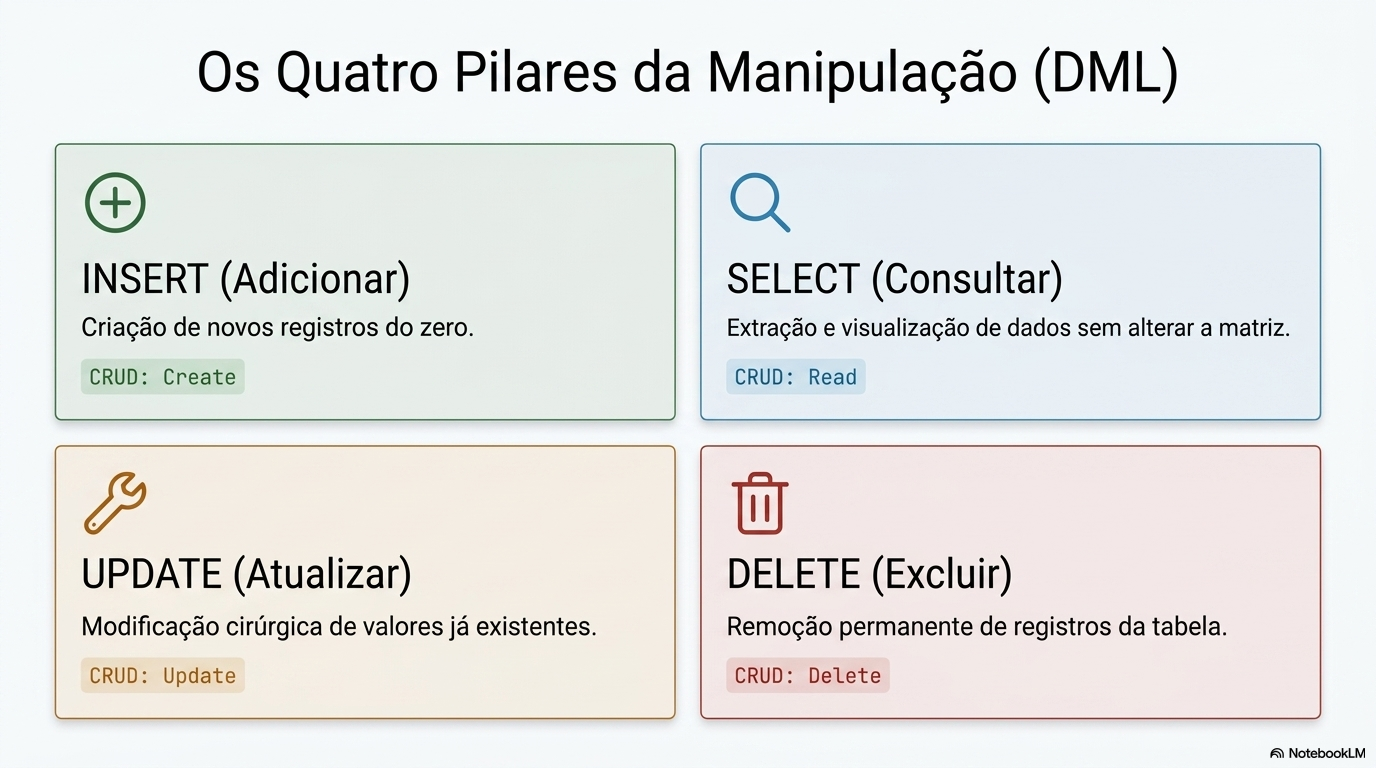 Os Quatro Pilares da Manipulação (DML)
INSERT (Adicionar)
Criação de novos registros do zero.
CRUD: Create
SELECT (Consultar)
Extração e visualização de dados sem alterar a matriz.
CRUD: Read
UPDATE (Atualizar)
Modificação cirúrgica de valores já existentes.
CRUD: Update
DELETE (Excluir)
Remoção permanente de registros da tabela.
CRUD: Delete
NotebookLM